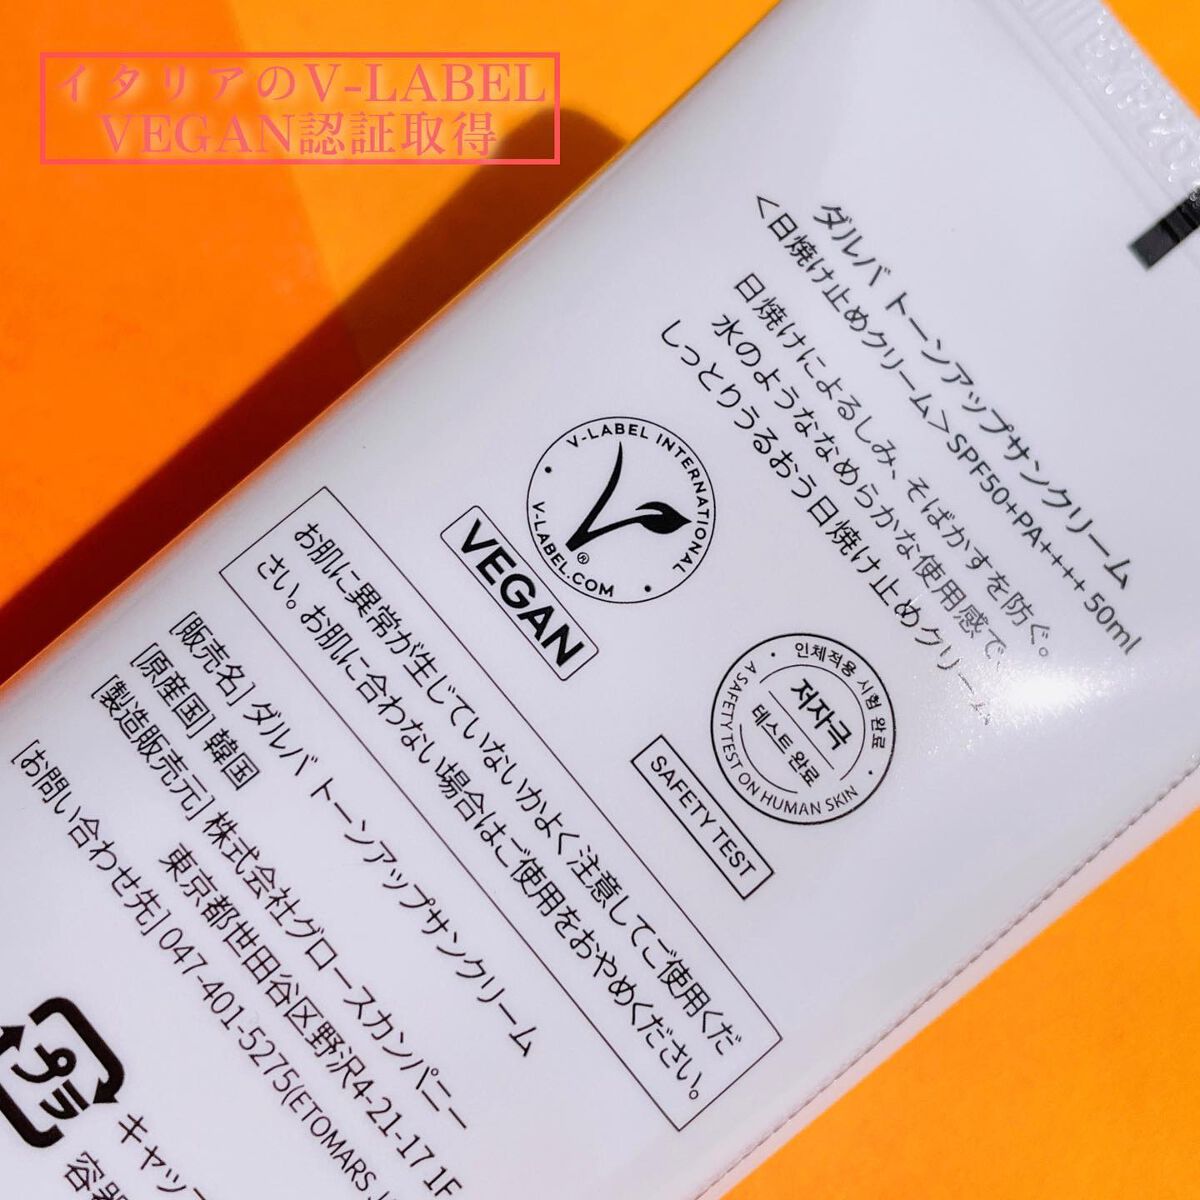 イタリアのV-LABEL
VEGAN認証取得
ダルバ トーンアップサンクリーム
<日焼け止めクリーム>SPF50+PA++++ 50ml
日焼けによるしみ、そばかすを防ぐ。
水のようななめらかな使用感で、
しっとりうるおう日焼け止めクリーム
V-LABEL INTERNATIONAL
V-LABEL.COM
®
VEGAN
인체적용 시험 완료
저자극
테스트 완료
A SAFETY TEST ON HUMAN SKIN
SAFETY TEST
お肌に異常が生じていないかよく注意してご使用くだ
さい。お肌に合わない場合はご使用をおやめください。
[販売名] ダルバ トーンアップサンクリーム
[原産国] 韓国
[製造販売元] 株式会社グロースカンパニー
東京都世田谷区野沢4-21-17 1F
[お問い合わせ先] 047-401-5275(ETOMARS
プラ
キャップ
容器